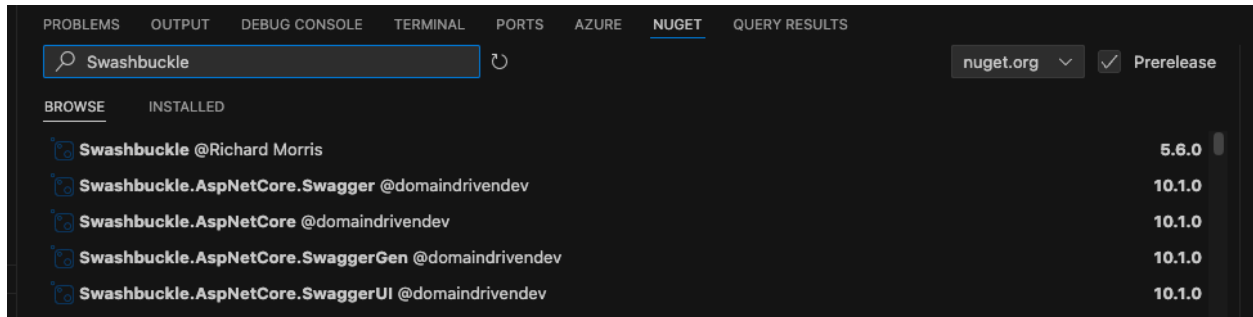 PROBLEMS OUTPUT DEBUG CONSOLE TERMINAL PORTS AZURE NUGET QUERY RESULTS
Swashbuckle nuget.org Prerelease
BROWSE INSTALLED
Swashbuckle @Richard Morris 5.6.0
Swashbuckle.AspNetCore.Swagger @domaindrivendev 10.1.0
Swashbuckle.AspNetCore @domaindrivendev 10.1.0
Swashbuckle.AspNetCore.SwaggerGen @domaindrivendev 10.1.0
Swashbuckle.AspNetCore.SwaggerUI @domaindrivendev 10.1.0